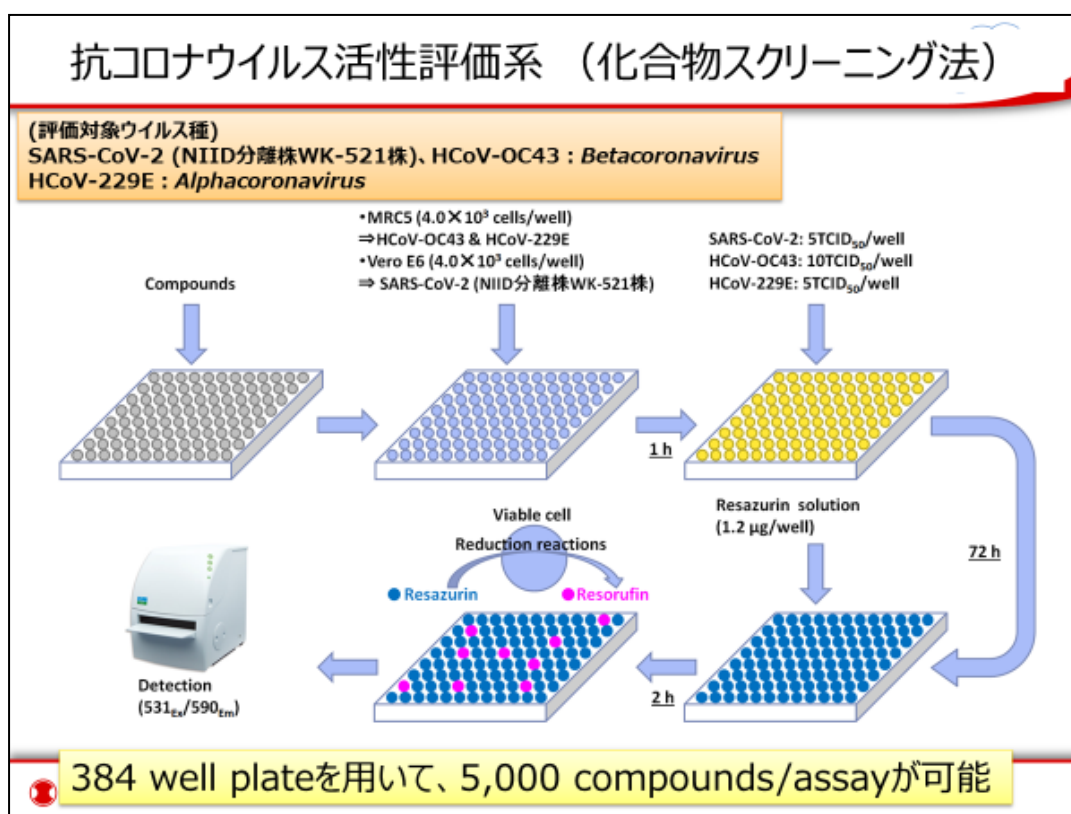 抗コロナウイルス活性評価系 （化合物スクリーニング法）
(評価対象ウイルス種)
SARS-CoV-2 (NIID分離株WK-521株)、HCoV-OC43 : Betacoronavirus
HCoV-229E : Alphacoronavirus
Compounds
・MRC5 (4.0×10³ cells/well)
⇒HCoV-OC43 & HCoV-229E
・Vero E6 (4.0×10³ cells/well)
⇒ SARS-CoV-2 (NIID分離株WK-521株)
SARS-CoV-2: 5TCID₅₀/well
HCoV-OC43: 10TCID₅₀/well
HCoV-229E: 5TCID₅₀/well
1 h
72 h
Resazurin solution
(1.2 μg/well)
2 h
Viable cell
Reduction reactions
Resazurin
Resorufin
Detection
(531Ex/590Em)
384 well plateを用いて、5,000 compounds/assayが可能